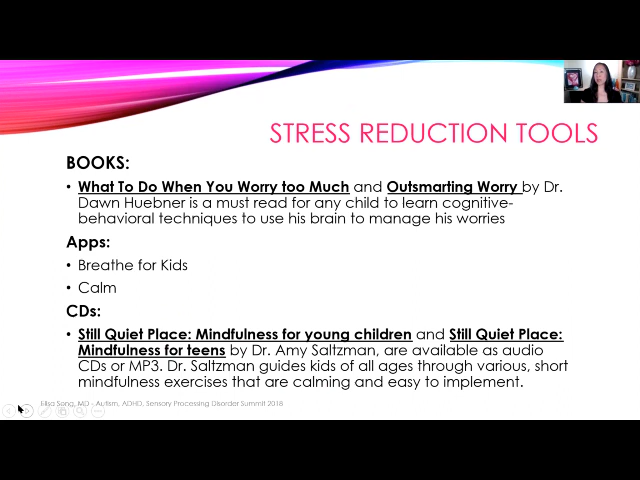 STRESS REDUCTION TOOLS
BOOKS:
• What To Do When You Worry too Much and Outsmarting Worry by Dr.
Dawn Huebner is a must read for any child to learn cognitive-
behavioral techniques to use his brain to manage his worries
Apps:
• Breathe for Kids
• Calm
CDs:
• Still Quiet Place: Mindfulness for young children and Still Quiet Place:
Mindfulness for teens by Dr. Amy Saltzman, are available as audio
CDs or MP3. Dr. Saltzman guides kids of all ages through various, short
mindfulness exercises that are calming and easy to implement.
Elisa Song, MD - Autism, ADHD, Sensory Processing Disorder Summit 2018